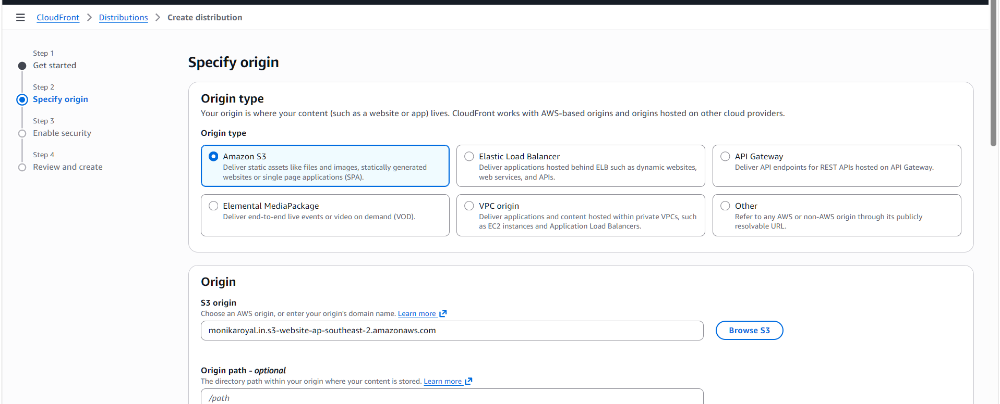 CloudFront > Distributions > Create distribution
Step 1
Get started
Step 2
Specify origin
Step 3
Enable security
Step 4
Review and create
Specify origin
Origin type
Your origin is where your content (such as a website or app) lives. CloudFront works with AWS-based origins and origins hosted on other cloud providers.
Origin type
Amazon S3
Deliver static assets like files and images, statically generated
websites or single page applications (SPA).
Elastic Load Balancer
Deliver applications hosted behind ELB such as dynamic websites,
web services, and APIs.
API Gateway
Deliver API endpoints for REST APIs hosted on API Gateway.
Elemental MediaPackage
Deliver end-to-end live events or video on demand (VOD).
VPC origin
Deliver applications and content hosted within private VPCs, such
as EC2 instances and Application Load Balancers.
Other
Refer to any AWS or non-AWS origin through its publicly
resolvable URL.
Origin
S3 origin
Choose an AWS origin, or enter your origin's domain name. Learn more
monikaroyal.in.s3-website-ap-southeast-2.amazonaws.com
Browse S3
Origin path - optional
The directory path within your origin where your content is stored. Learn more
/path